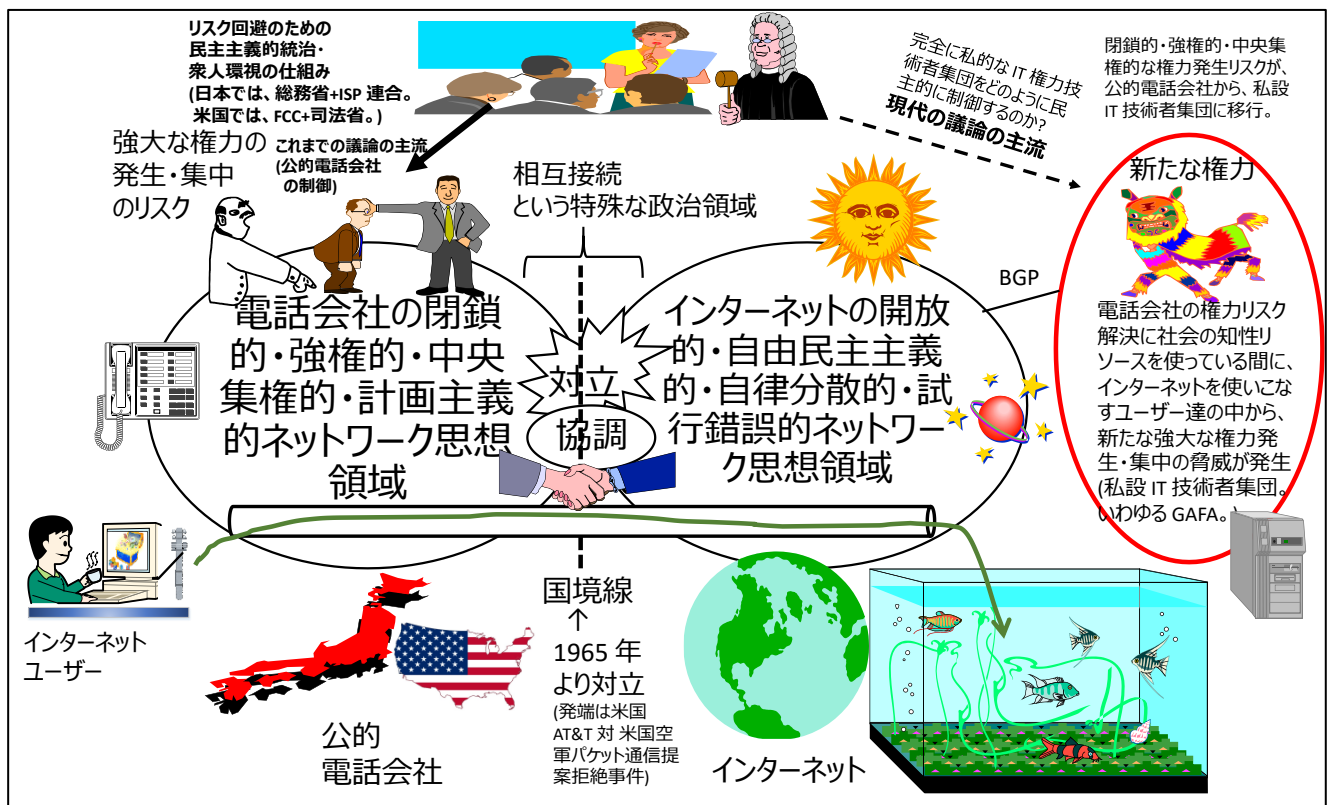 リスク回避のための
民主主義的統治・
衆人環視の仕組み
(日本では、総務省+ISP 連合。
米国では、FCC+司法省。)
強大な権力の
発生・集中
のリスク
これまでの議論の主流
(公的電話会社
の制御)
相互接続
という特殊な政治領域
完全に私的な IT 権力技
術者集団をどのように民
主的に制御するのか?
現代の議論の主流
閉鎖的・強権的・中央集
権的な権力発生リスクが、
公的電話会社から、私設
IT 技術者集団に移行。
新たな権力
BGP
電話会社の権力リスク
解決に社会の知性リ
ソースを使っている間に、
インターネットを使いこな
すユーザー達の中から、
新たな強大な権力発
生・集中の脅威が発生
(私設 IT 技術者集団。
いわゆる GAFA。)
電話会社の閉鎖
的・強権的・中央
集権的・計画主義
的ネットワーク思想
領域
対立
協調
インターネットの開放
的・自由民主主義
的・自律分散的・試
行錯誤的ネットワー
ク思想領域
インターネット
ユーザー
公的
電話会社
国境線
↑
1965 年
より対立
(発端は米国
AT&T 対 米国空
軍パケット通信提
案拒絶事件)
インターネット